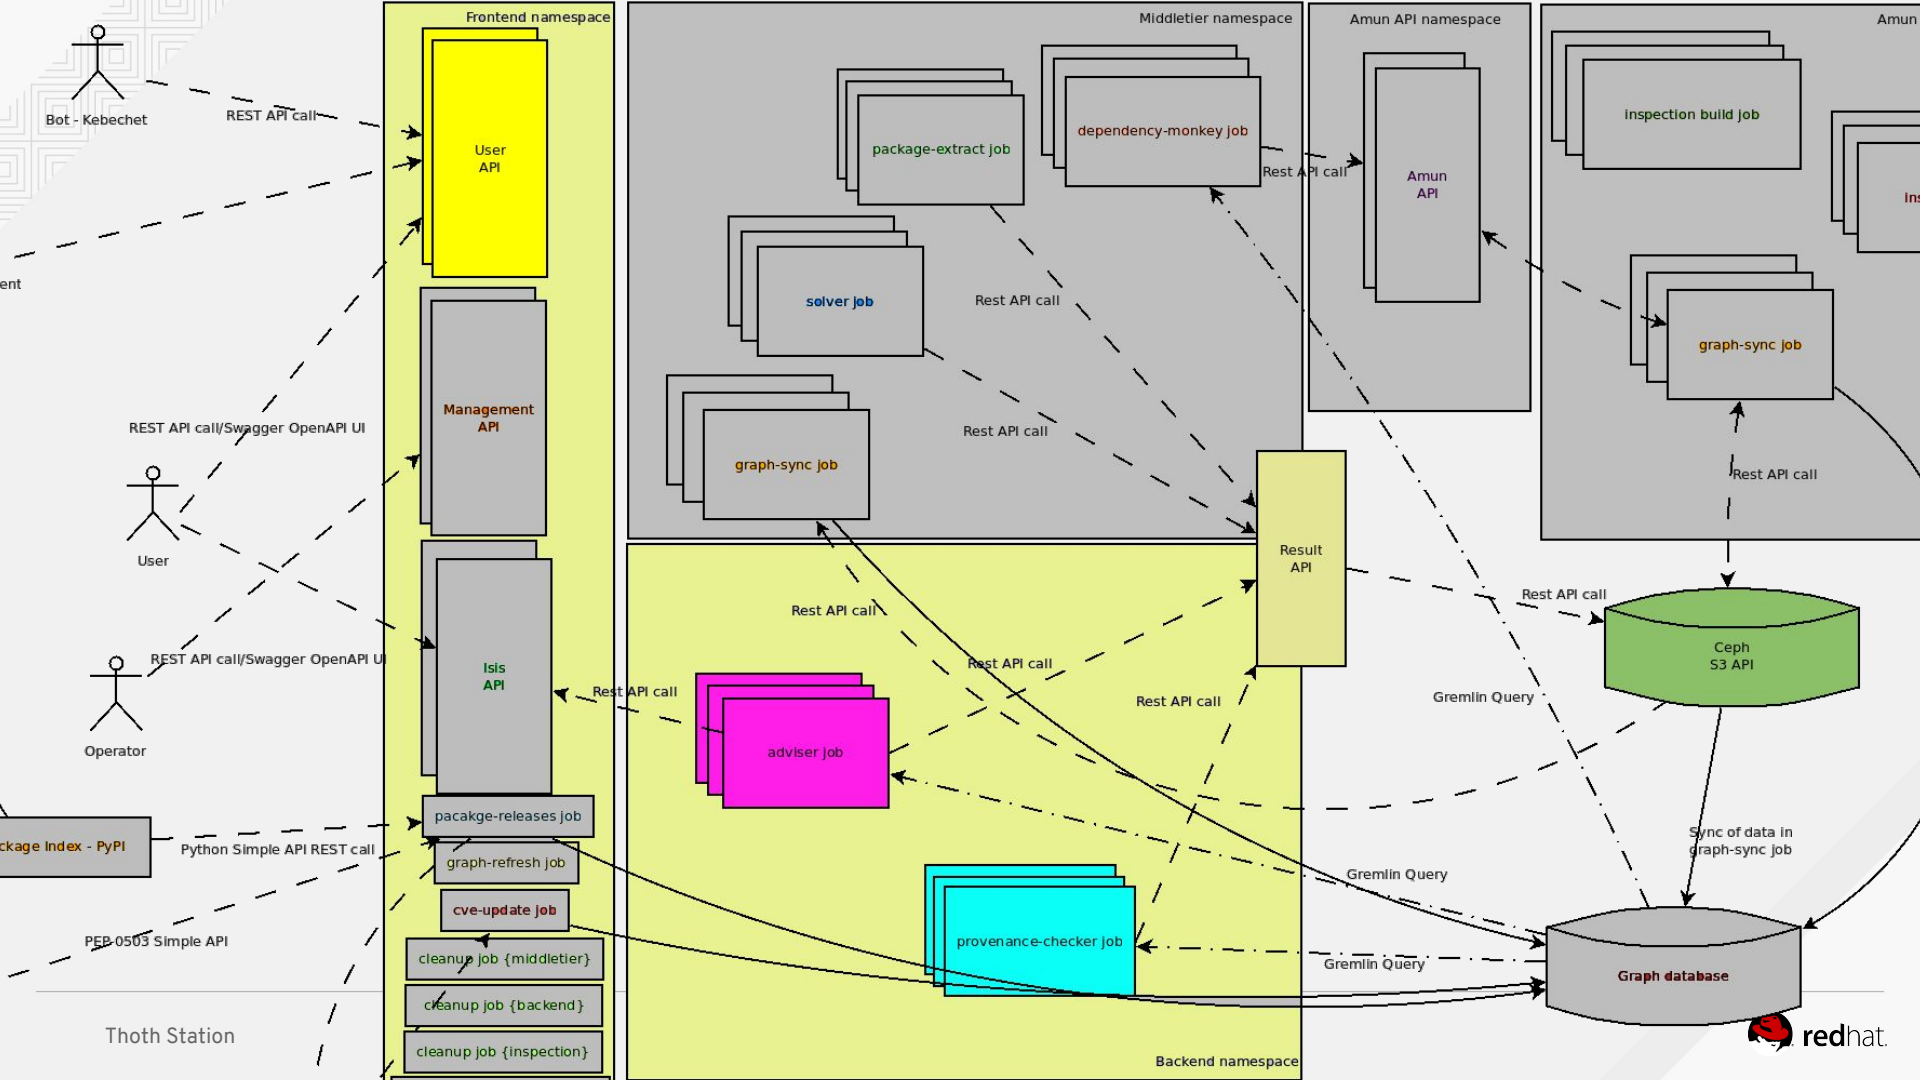 Frontend namespace
Middletier namespace
Amun API namespace
Amun
Bot - Kebechet
REST API call
User
API
package-extract job
dependency-monkey job
Rest API call
Amun
API
inspection build job
ins
ent
solver job
Rest API call
graph-sync job
Management
API
REST API call/Swagger OpenAPI UI
Rest API call
graph-sync job
Rest API call
User
Result
API
Rest API call
Rest API call
Ceph
S3 API
REST API call/Swagger OpenAPI UI
Isis
API
Rest API call
Rest API call
Rest API call
Gremlin Query
Operator
adviser job
pacakge-releases job
ckage Index - PyPI
Python Simple API REST call
graph-refresh job
Sync of data in
graph-sync job
Gremlin Query
cve-update job
PEP-0503 Simple API
provenance-checker job
cleanup job {middletier}
Gremlin Query
Graph database
cleanup job {backend}
Thoth Station
cleanup job {inspection}
Backend namespace
redhat.